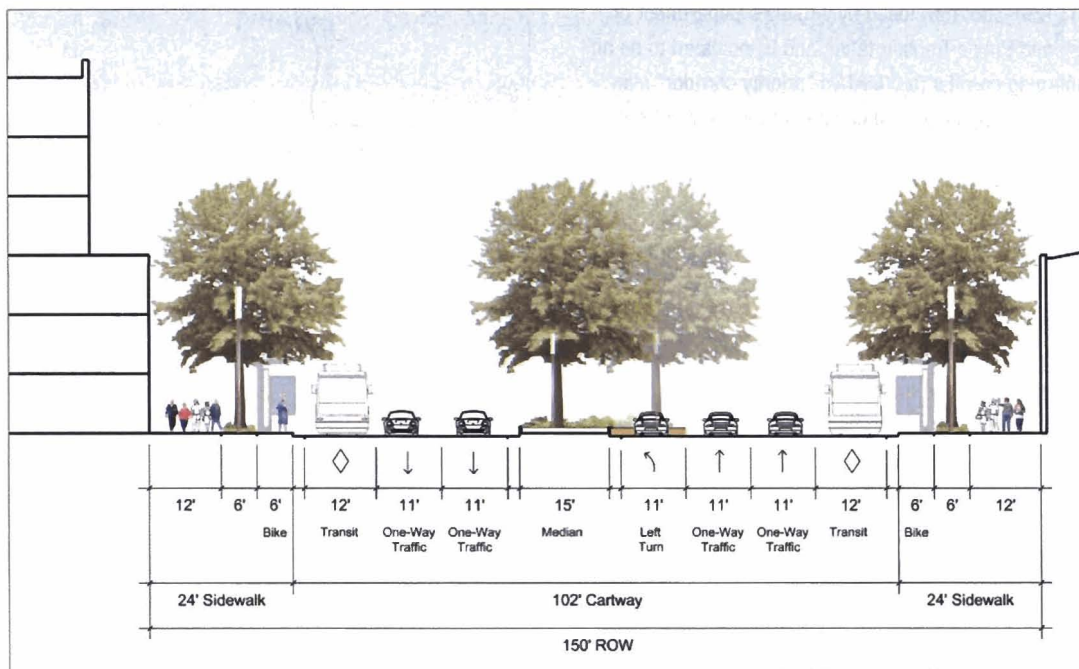 12' 6' 6' 12' 11' 11' 15' 11' 11' 11' 12' 6' 6' 12'
Bike Transit One-Way Traffic One-Way Traffic Median Left Turn One-Way Traffic One-Way Traffic Transit Bike
24' Sidewalk 102' Cartway 24' Sidewalk
150' ROW